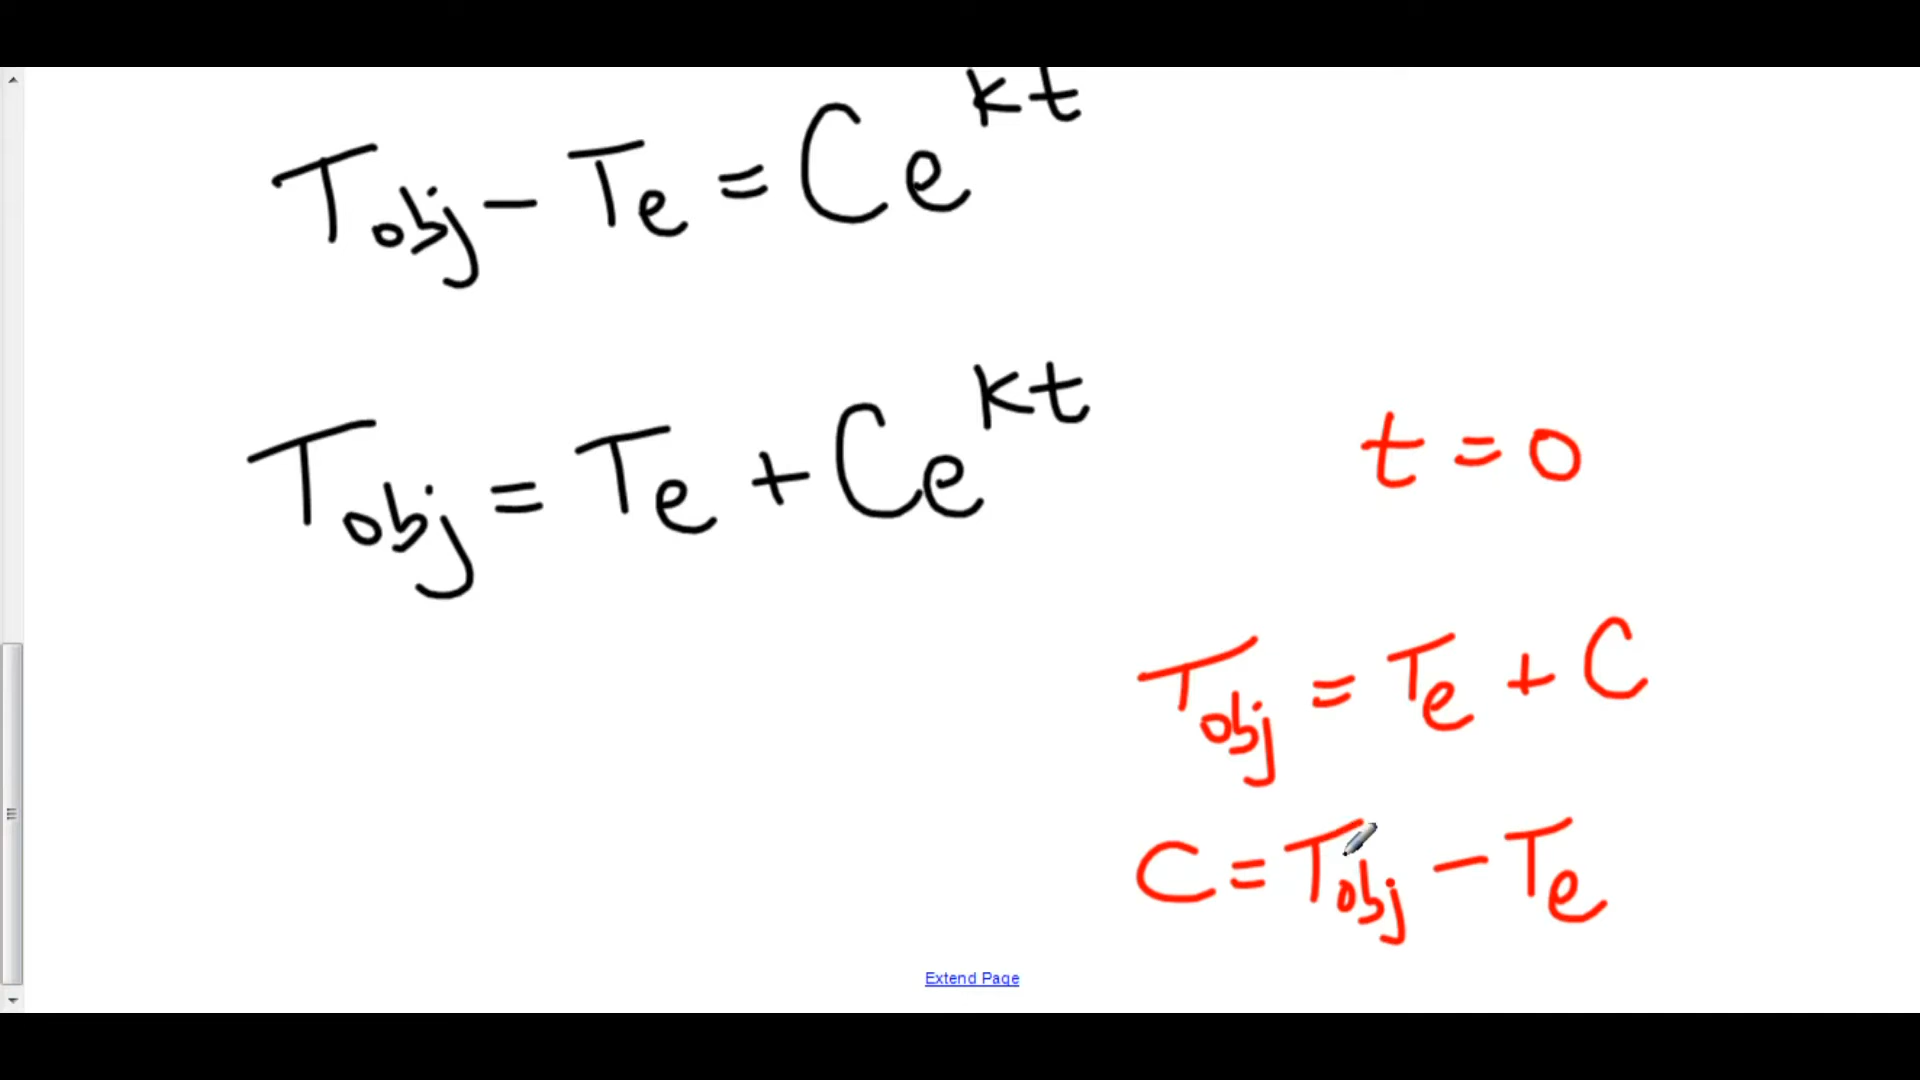 T_obj - T_e = Ce^kt
T_obj = T_e + Ce^kt
t = 0
T_obj = T_e + C
C = T_obj - T_e
Extend Page